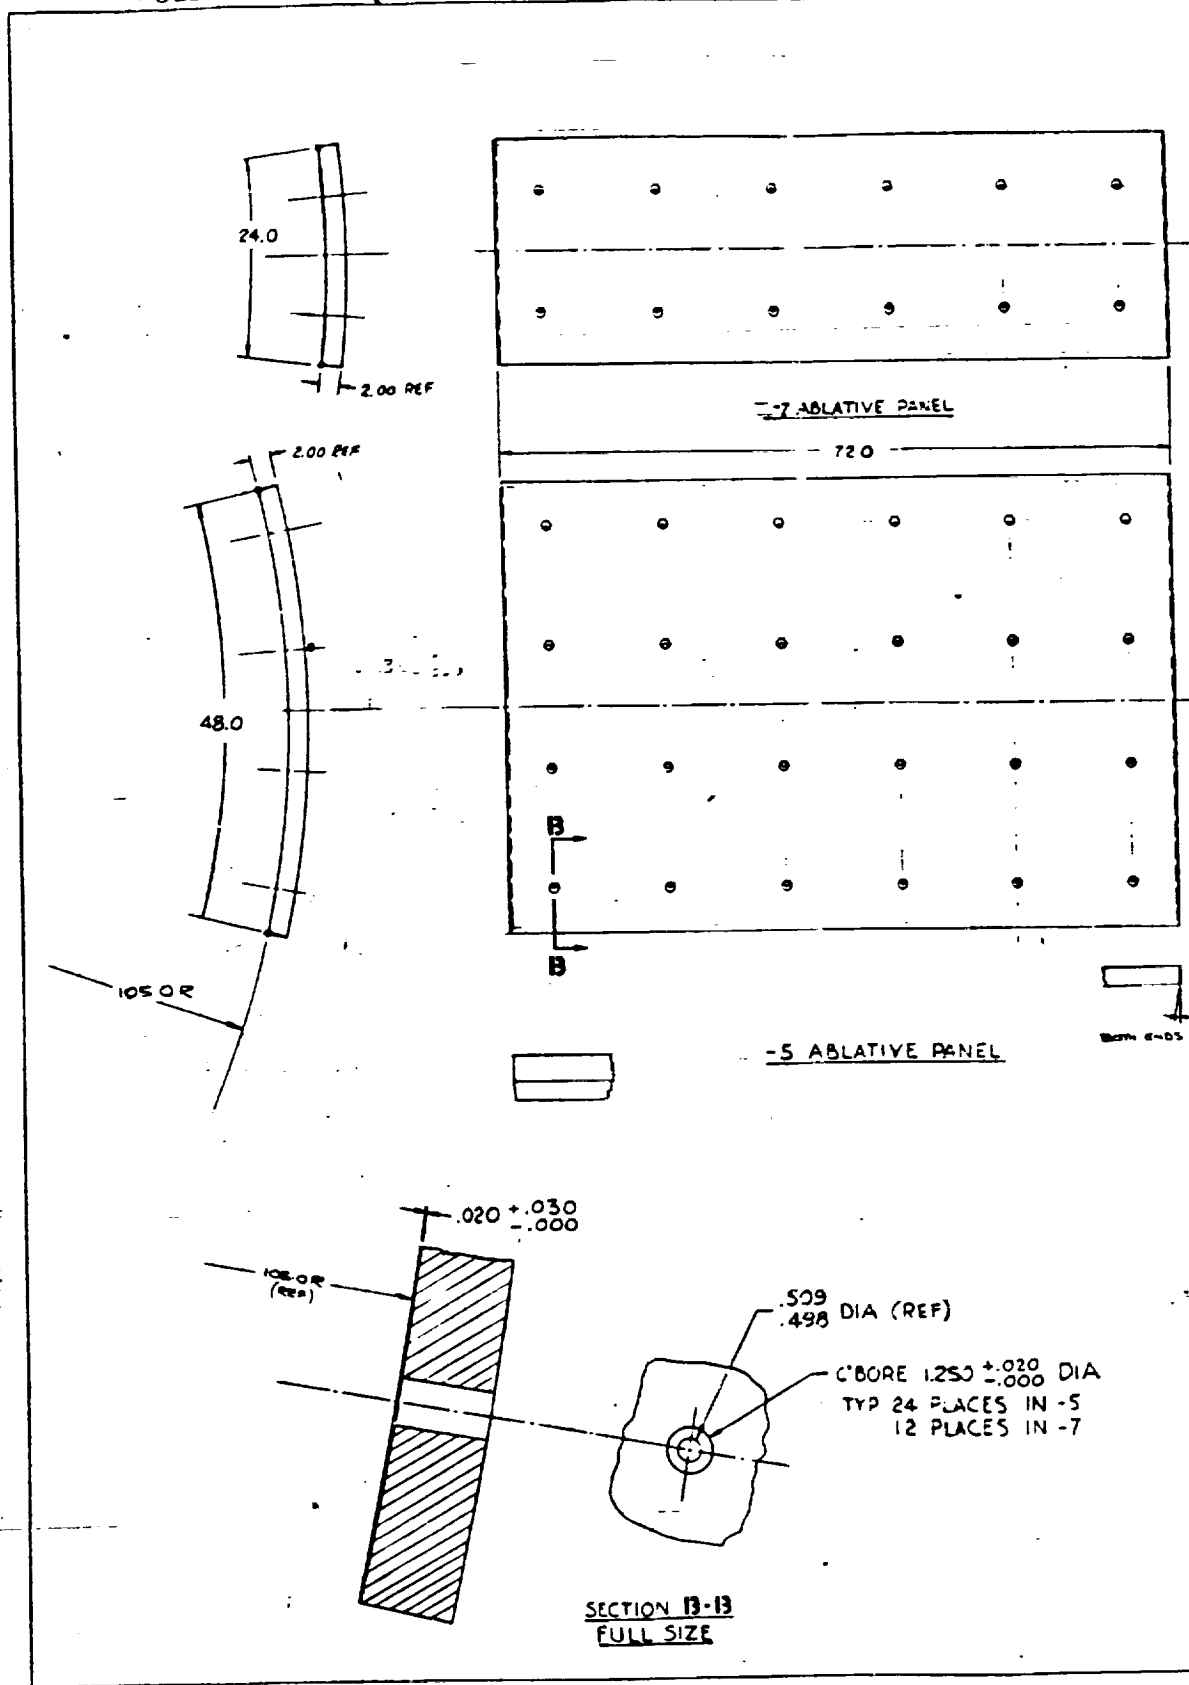 24.0
2.00 REF
-7 ABLATIVE PANEL
72.0
2.00 REF
48.0
B
B
105.0 R
BOTH ENDS
-5 ABLATIVE PANEL
.020 +.030
-.000
105.0 R
(REF)
.509
.498 DIA (REF)
C'BORE 1.250 +.020
-.000 DIA
TYP 24 PLACES IN -5
12 PLACES IN -7
SECTION B-B
FULL SIZE